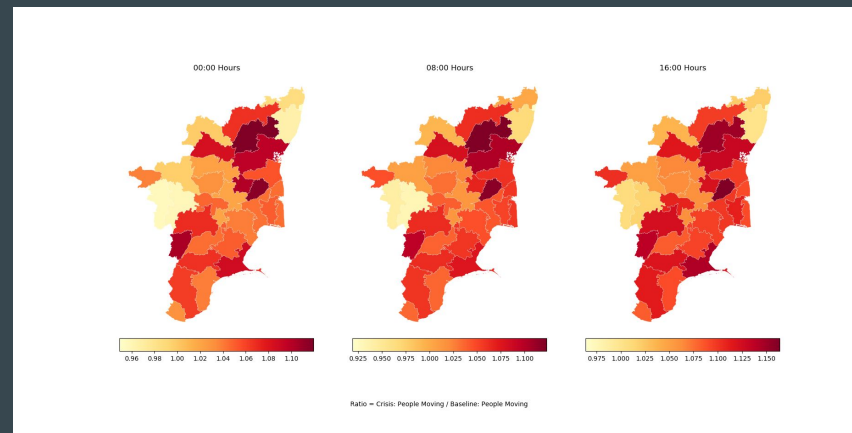 00:00 Hours
08:00 Hours
16:00 Hours
0.96 0.98 1.00 1.02 1.04 1.06 1.08 1.10
0.925 0.950 0.975 1.000 1.025 1.050 1.075 1.100
0.975 1.000 1.025 1.050 1.075 1.100 1.125 1.150
Ratio = Crisis: People Moving / Baseline: People Moving